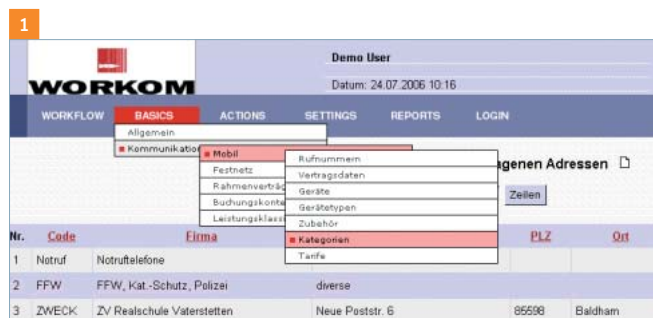 1
WORKOM
Demo User
Datum: 24.07.2006 10:16
WORKFLOW BASICS ACTIONS SETTINGS REPORTS LOGIN
Allgemein
Mobil
Festnetz
Rufnummern
Vertragsdaten
Geräte
Gerätetypen
Zubehör
Kategorien
Tarife
Adressen
Zeilen
Nr. Code Firma PLZ Ort
1 Notruf Notruftelefone
2 FFW FFW, Kat.-Schutz, Polizei diverse
3 ZWECK ZV Realschule Vaterstetten Neue Poststr. 6 85598 Baldham